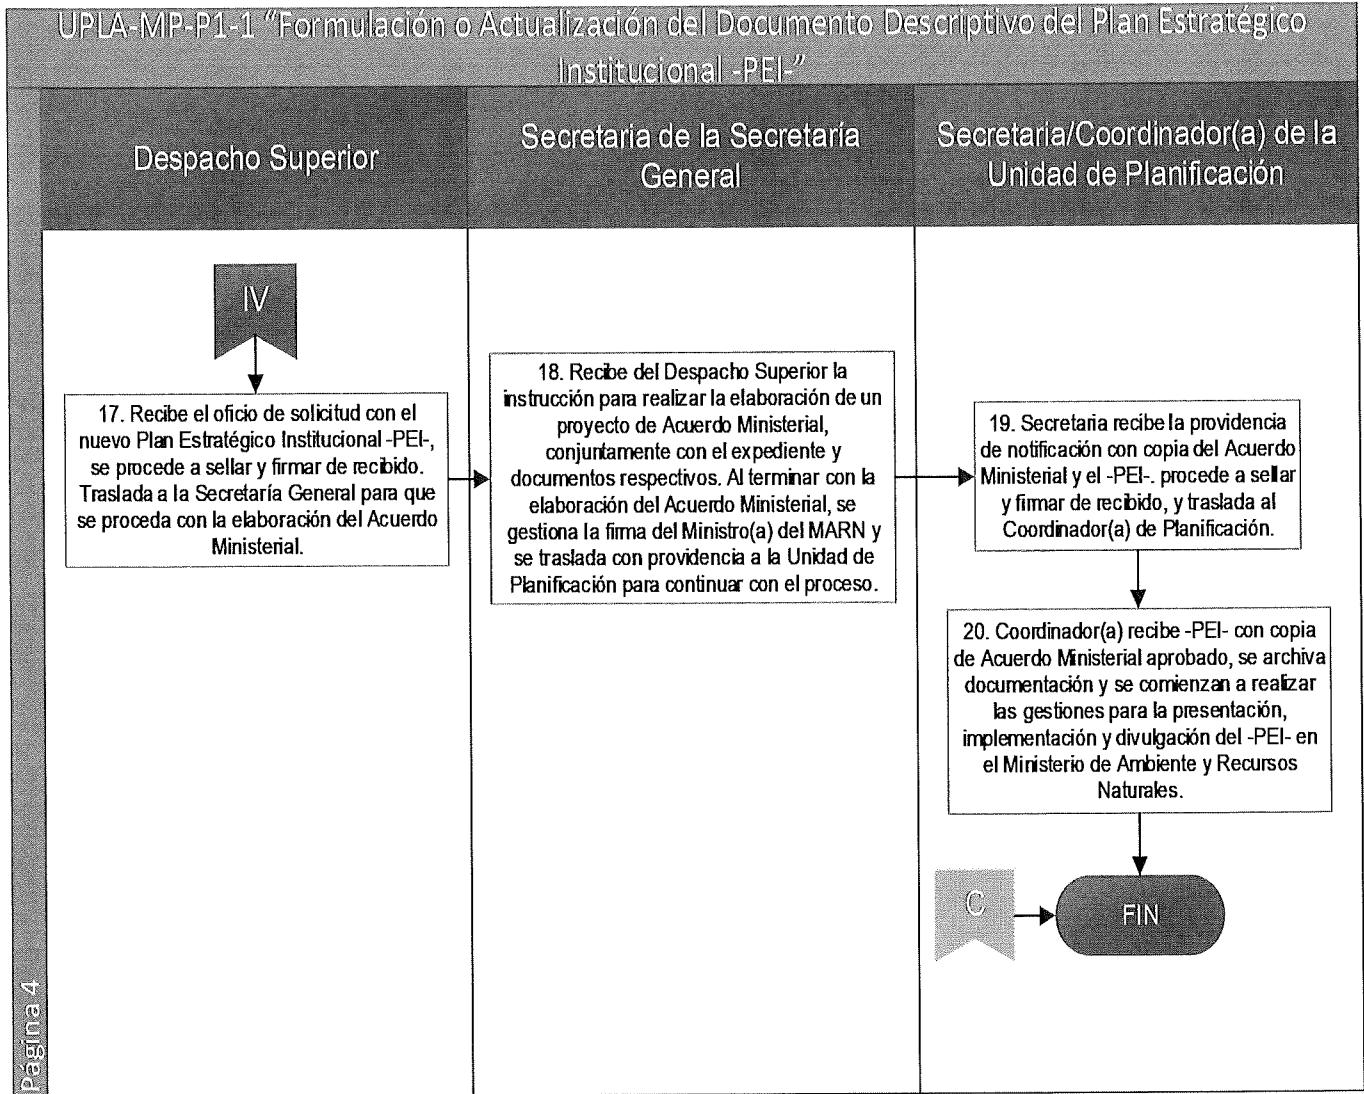 UPLA-MP-P1-1 “Formulación o Actualización del Documento Descriptivo del Plan Estratégico
Institucional -PEI-”
Despacho Superior
Secretaria de la Secretaría
General
Secretaria/Coordinador(a) de la
Unidad de Planificación
IV
17. Recibe el oficio de solicitud con el
nuevo Plan Estratégico Institucional -PEI-,
se procede a sellar y firmar de recibido.
Traslada a la Secretaría General para que
se proceda con la elaboración del Acuerdo
Ministerial.
18. Recibe del Despacho Superior la
instrucción para realizar la elaboración de un
proyecto de Acuerdo Ministerial,
conjuntamente con el expediente y
documentos respectivos. Al terminar con la
elaboración del Acuerdo Ministerial, se
gestiona la firma del Ministro(a) del MARN y
se traslada con providencia a la Unidad de
Planificación para continuar con el proceso.
19. Secretaria recibe la providencia
de notificación con copia del Acuerdo
Ministerial y el -PEI-. procede a sellar
y firmar de recibido, y traslada al
Coordinador(a) de Planificación.
20. Coordinador(a) recibe -PEI- con copia
de Acuerdo Ministerial aprobado, se archiva
documentación y se comienzan a realizar
las gestiones para la presentación,
implementación y divulgación del -PEI- en
el Ministerio de Ambiente y Recursos
Naturales.
C
FIN
Página 4